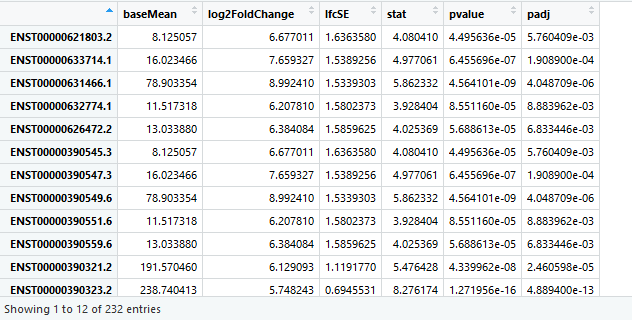 baseMean log2FoldChange lfcSE stat pvalue padj
ENST00000621803.2 8.125057 6.677011 1.6363580 4.080410 4.495636e-05 5.760409e-03
ENST00000633714.1 16.023466 7.659327 1.5389256 4.977061 6.455697e-07 1.908900e-04
ENST00000631466.1 78.903354 8.992410 1.5339303 5.862332 4.564101e-09 4.048709e-06
ENST00000632774.1 11.517318 6.207810 1.5802373 3.928404 8.551160e-05 8.883962e-03
ENST00000626472.2 13.033880 6.384084 1.5859625 4.025369 5.688613e-05 6.833446e-03
ENST00000390545.3 8.125057 6.677011 1.6363580 4.080410 4.495636e-05 5.760409e-03
ENST00000390547.3 16.023466 7.659327 1.5389256 4.977061 6.455697e-07 1.908900e-04
ENST00000390549.6 78.903354 8.992410 1.5339303 5.862332 4.564101e-09 4.048709e-06
ENST00000390551.6 11.517318 6.207810 1.5802373 3.928404 8.551160e-05 8.883962e-03
ENST00000390559.6 13.033880 6.384084 1.5859625 4.025369 5.688613e-05 6.833446e-03
ENST00000390321.2 191.570460 6.129093 1.1191770 5.476428 4.339962e-08 2.460598e-05
ENST00000390323.2 238.740413 5.748243 0.6945531 8.276174 1.271956e-16 4.889400e-13
Showing 1 to 12 of 232 entries